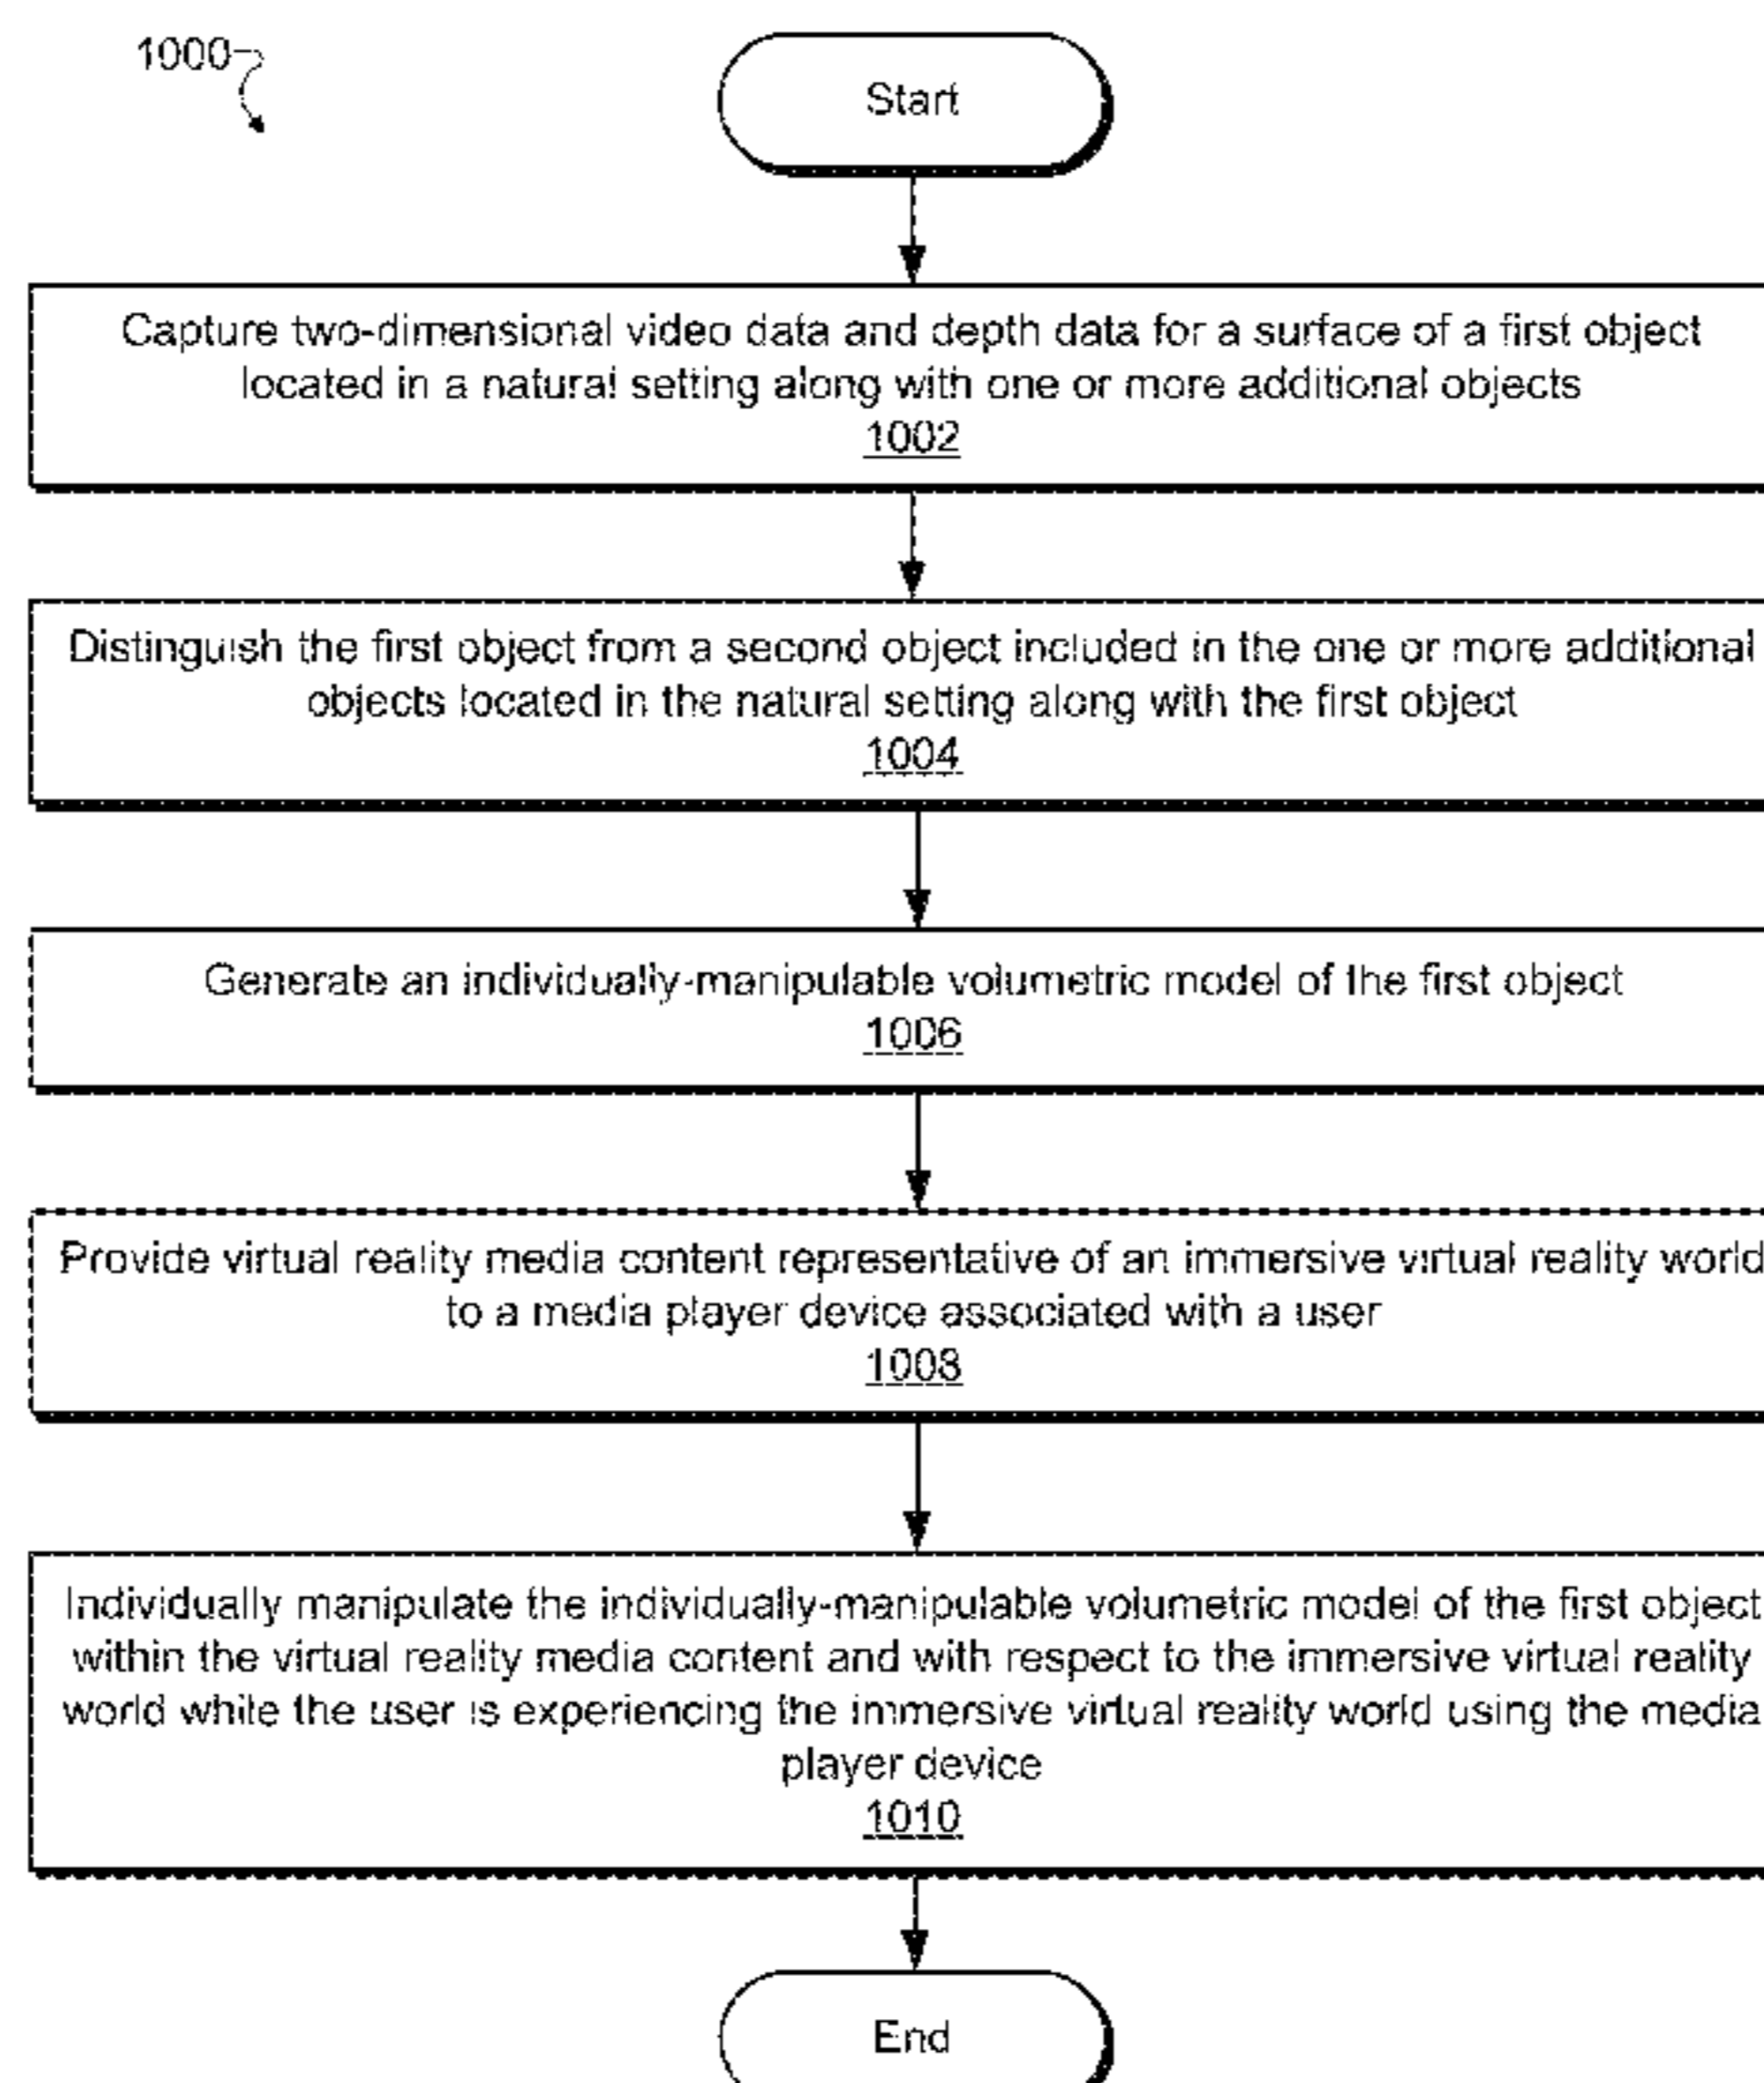 1000
Start
Capture two-dimensional video data and depth data for a surface of a first object
located in a natural setting along with one or more additional objects
1002
Distinguish the first object from a second object included in the one or more additional
objects located in the natural setting along with the first object
1004
Generate an individually-manipulable volumetric model of the first object
1006
Provide virtual reality media content representative of an immersive virtual reality world
to a media player device associated with a user
1008
Individually manipulate the individually-manipulable volumetric model of the first object
within the virtual reality media content and with respect to the immersive virtual reality
world while the user is experiencing the immersive virtual reality world using the media
player device
1010
End